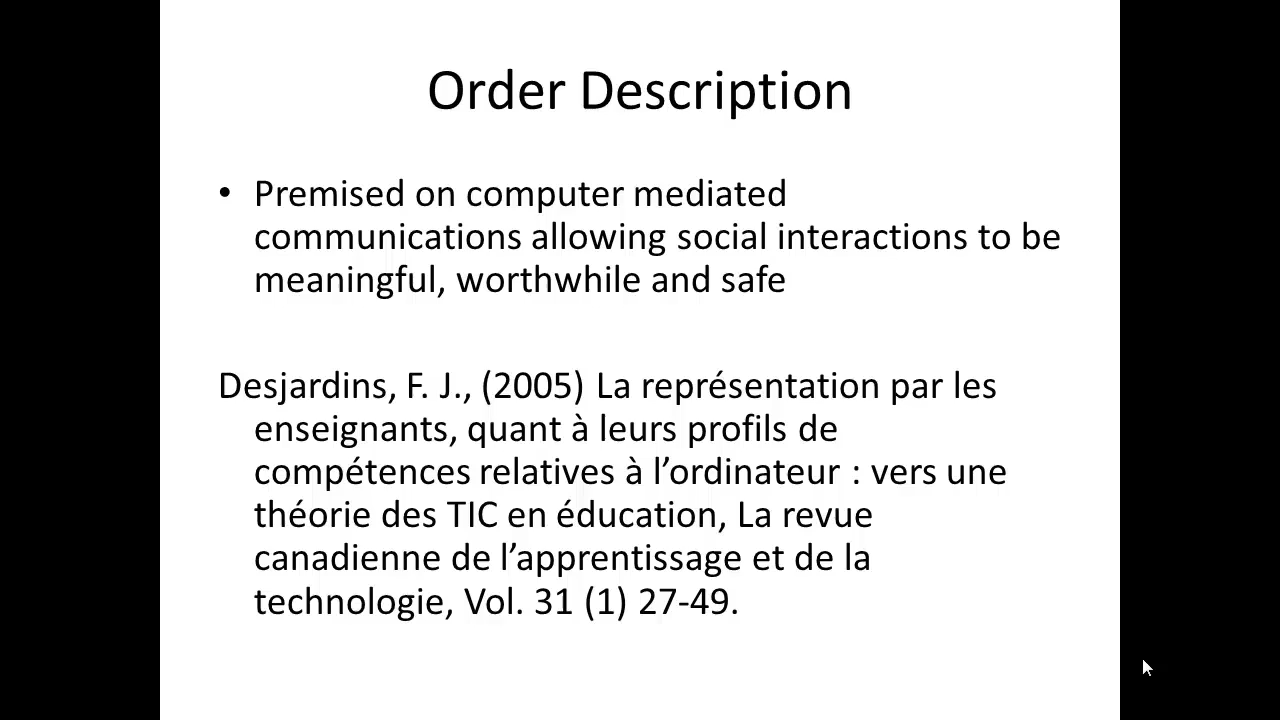 Order Description
• Premised on computer mediated
communications allowing social interactions to be
meaningful, worthwhile and safe
Desjardins, F. J., (2005) La représentation par les
enseignants, quant à leurs profils de
compétences relatives à l’ordinateur : vers une
théorie des TIC en éducation, La revue
canadienne de l’apprentissage et de la
technologie, Vol. 31 (1) 27-49.